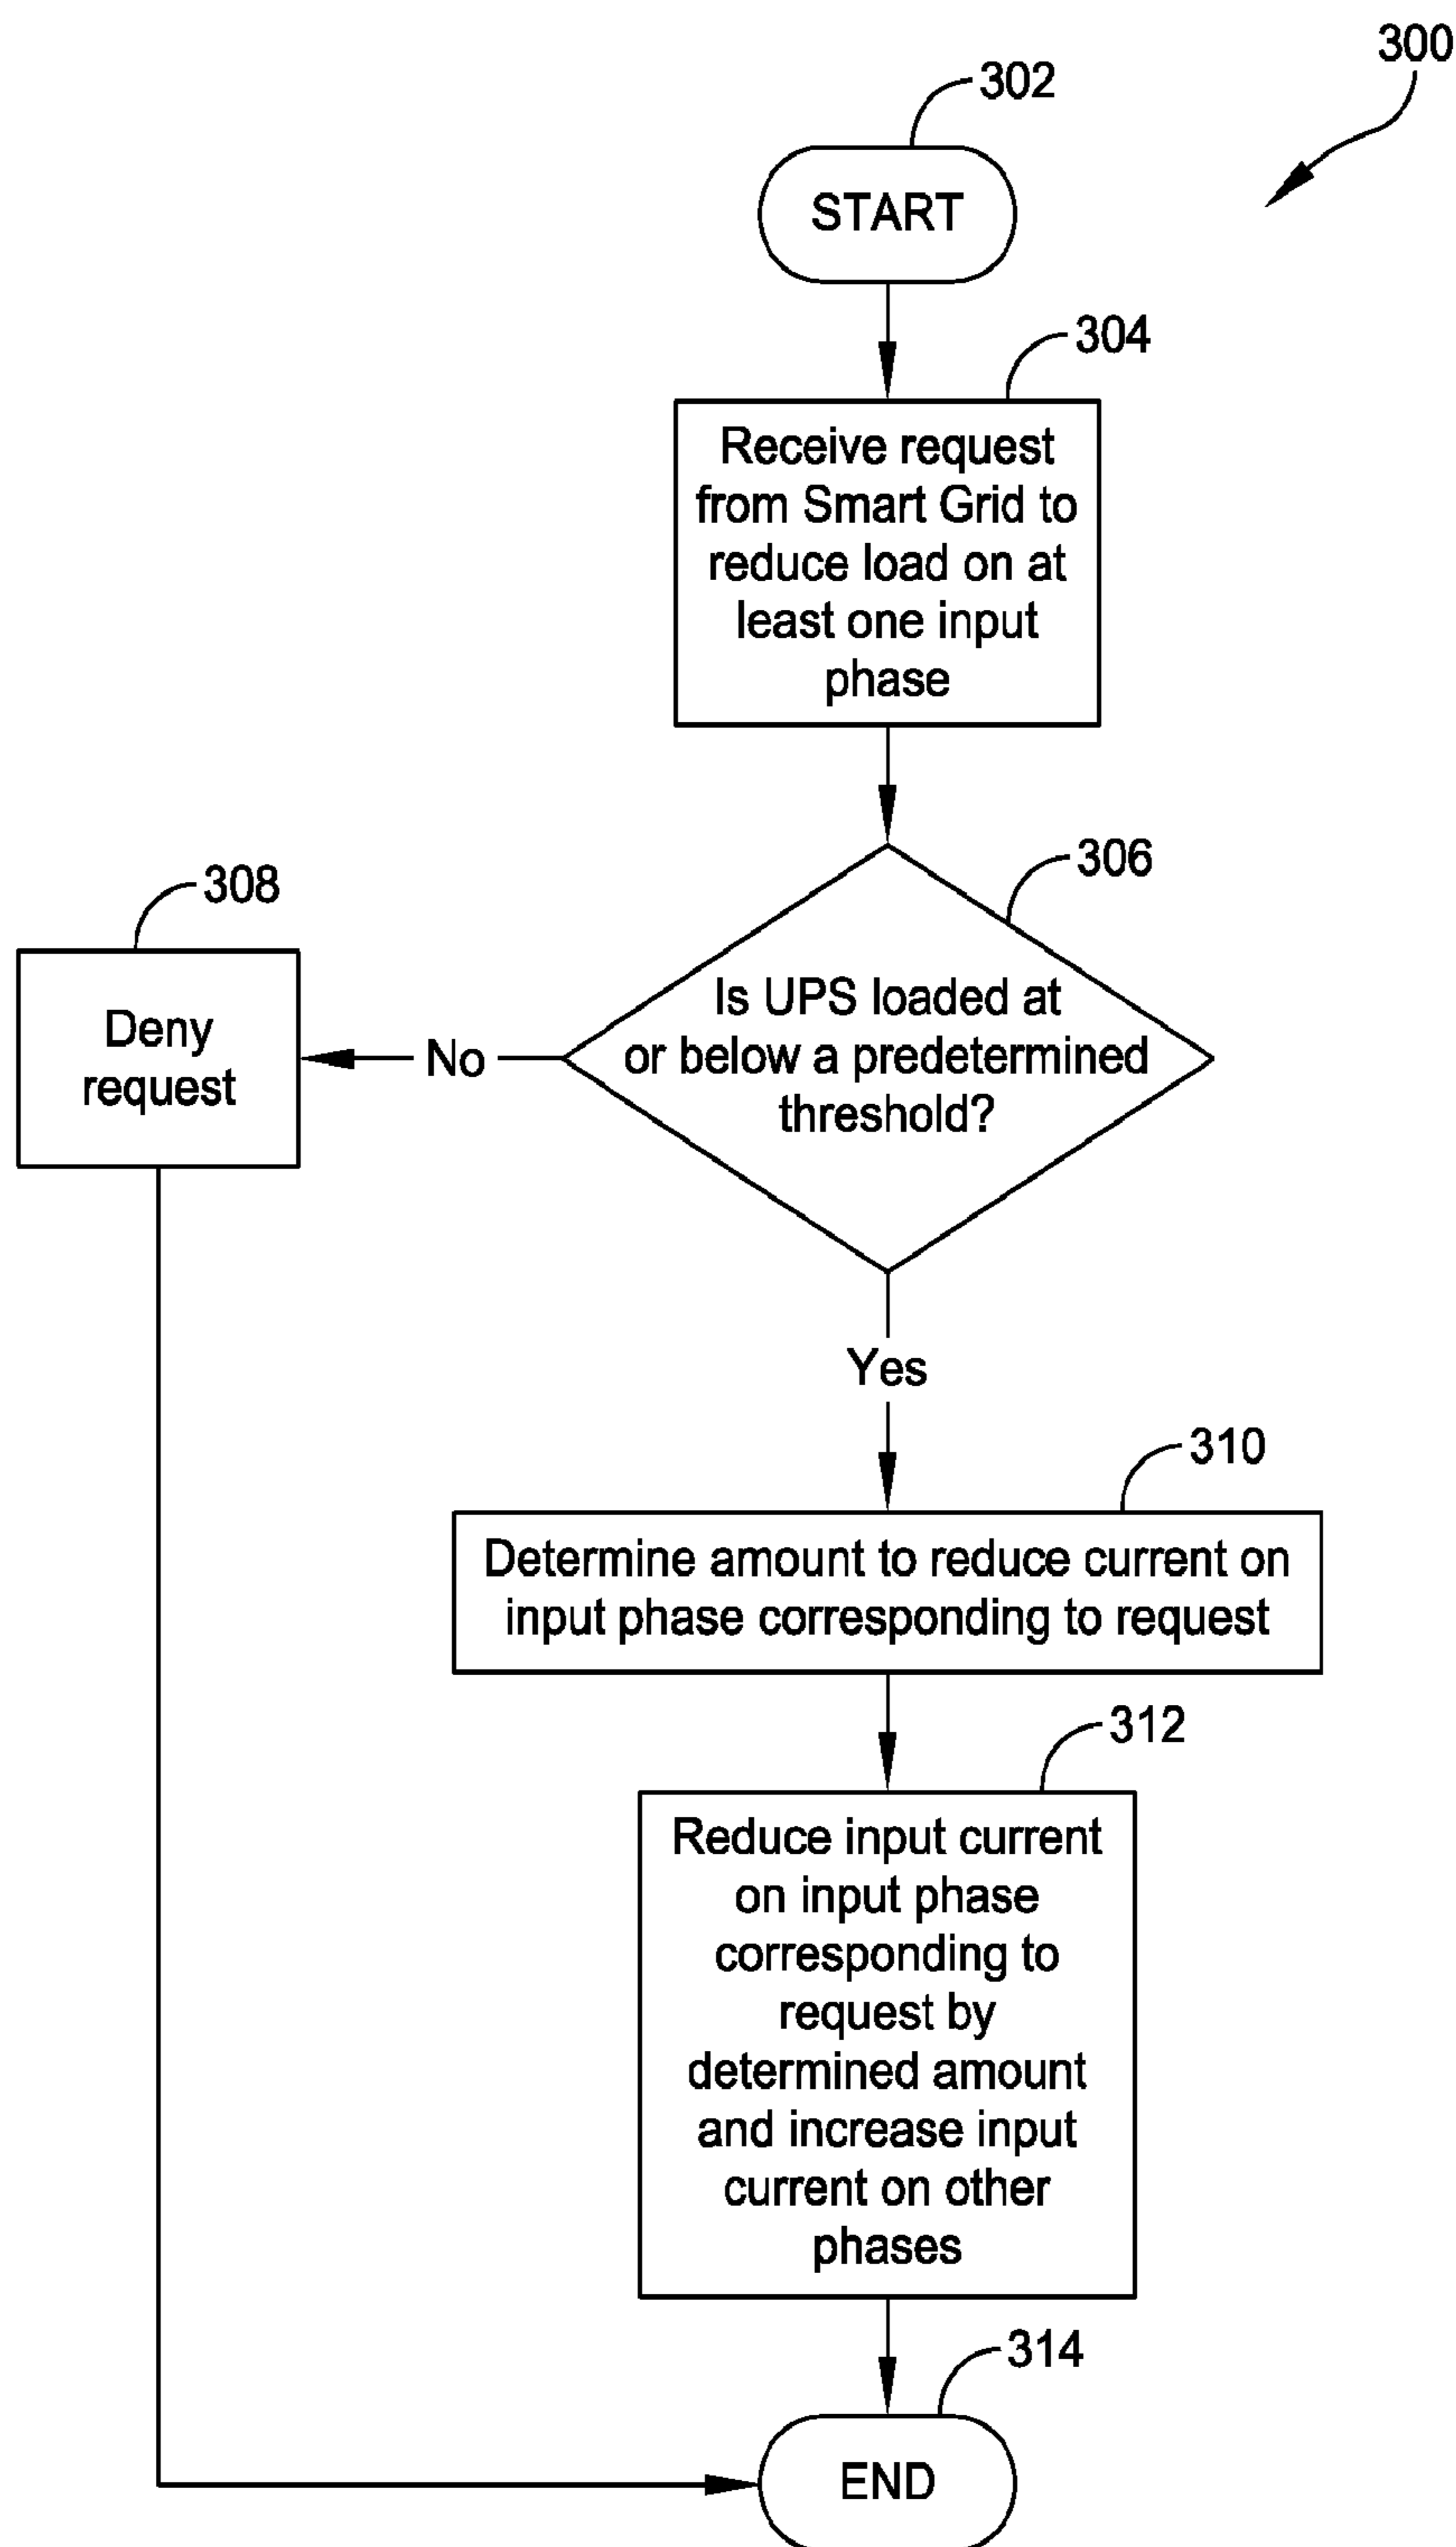 300
302
START
304
Receive request
from Smart Grid to
reduce load on at
least one input
phase
306
308
Is UPS loaded at
or below a predetermined
threshold?
Deny
request
No
Yes
310
Determine amount to reduce current on
input phase corresponding to request
312
Reduce input current
on input phase
corresponding to
request by
determined amount
and increase input
current on other
phases
314
END